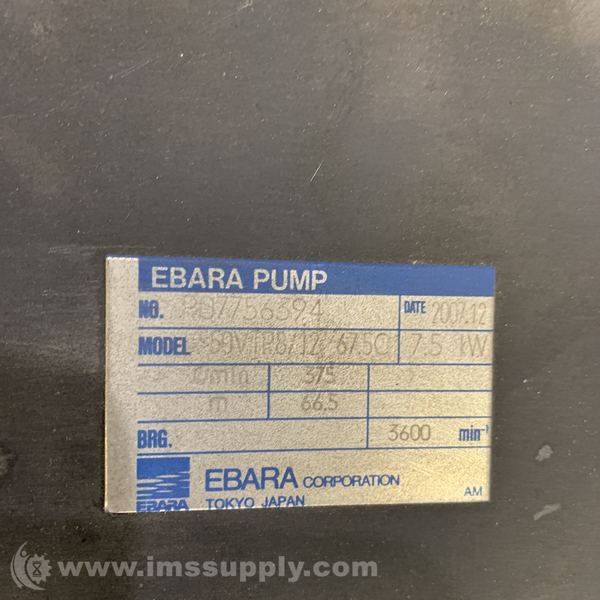 EBARA PUMP
NO. DATE 2007.12
MODEL 7.5 kW
ℓ/min 375
m 66.5
BRG. 3600 min⁻¹
EBARA
EBARA CORPORATION
TOKYO JAPAN AM
www.imssupply.com